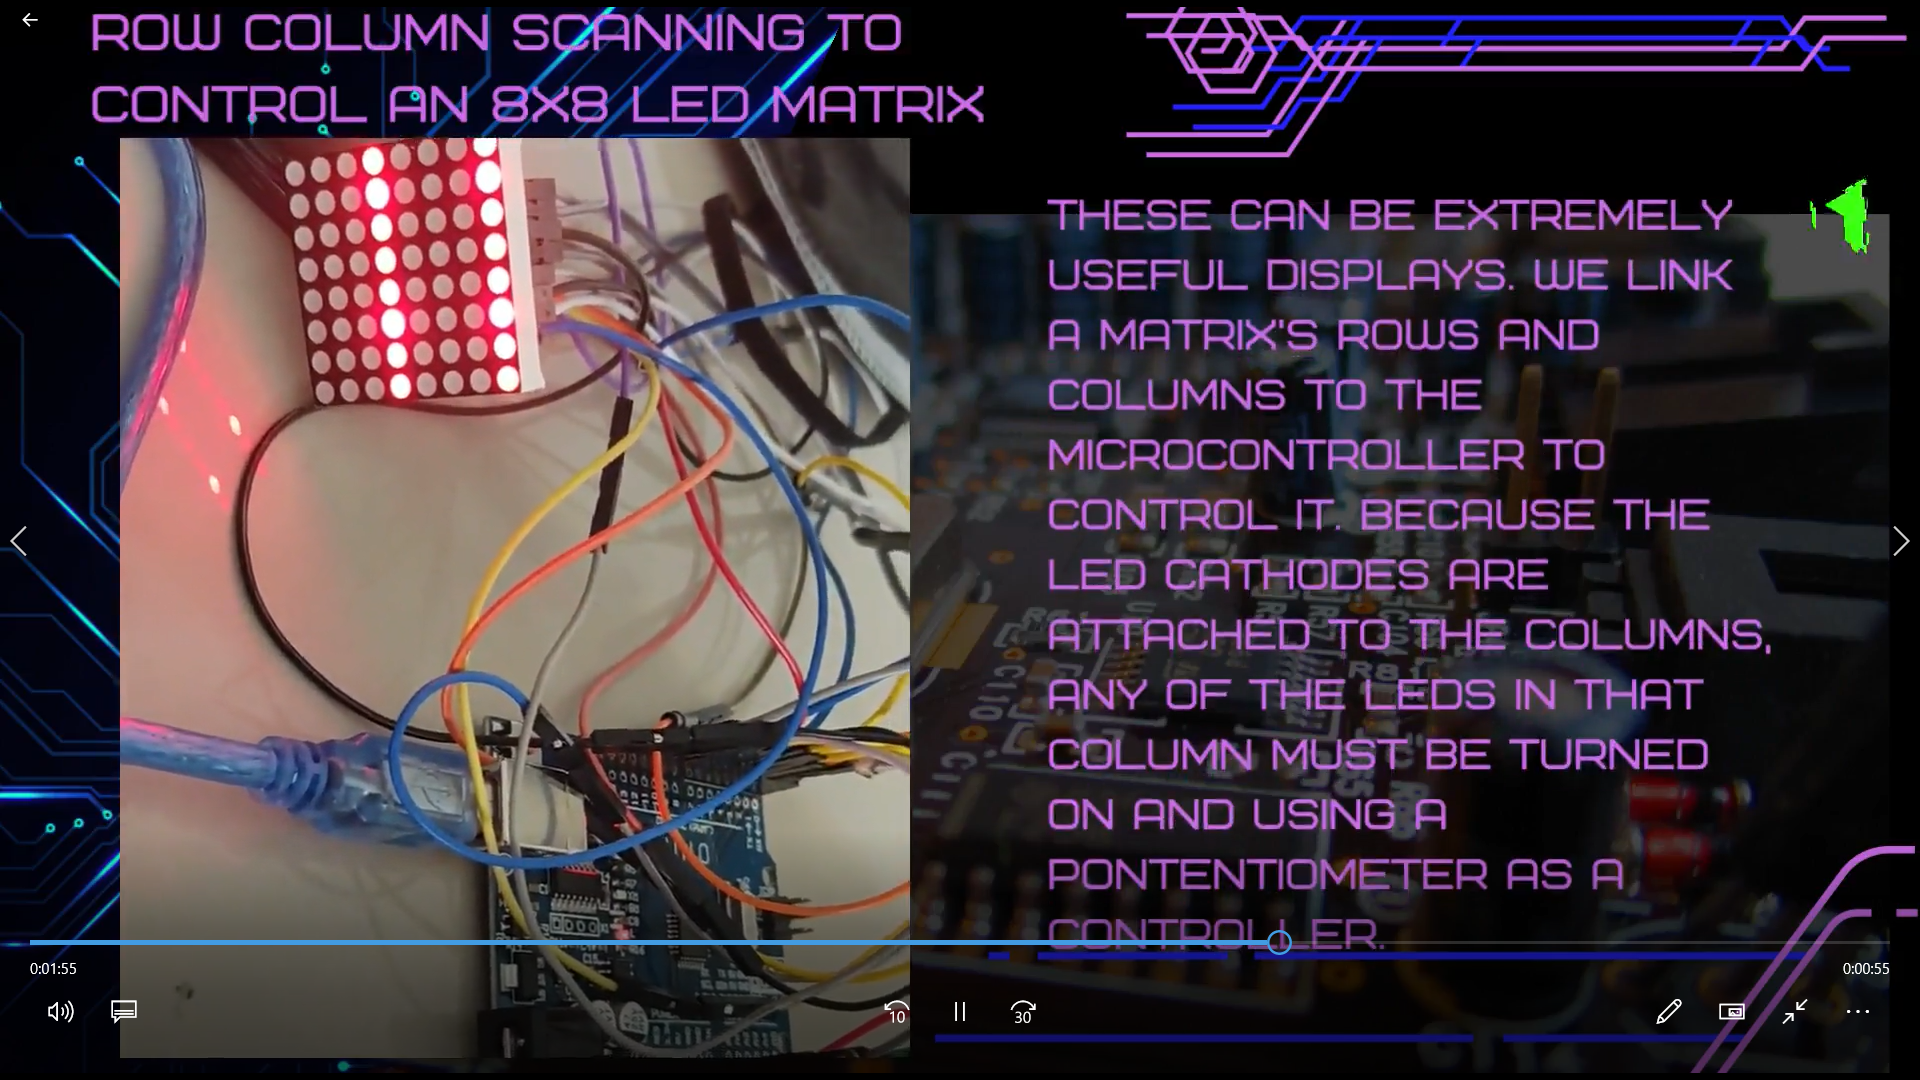 ROW COLUMN SCANNING TO
CONTROL AN 8X8 LED MATRIX
THESE CAN BE EXTREMELY
USEFUL DISPLAYS. WE LINK
A MATRIX'S ROWS AND
COLUMNS TO THE
MICROCONTROLLER TO
CONTROL IT. BECAUSE THE
LED CATHODES ARE
ATTACHED TO THE COLUMNS,
ANY OF THE LEDS IN THAT
COLUMN MUST BE TURNED
ON AND USING A
PONTENTIOMETER AS A
CONTROLLER.
0:01:55
0:00:55
10
30